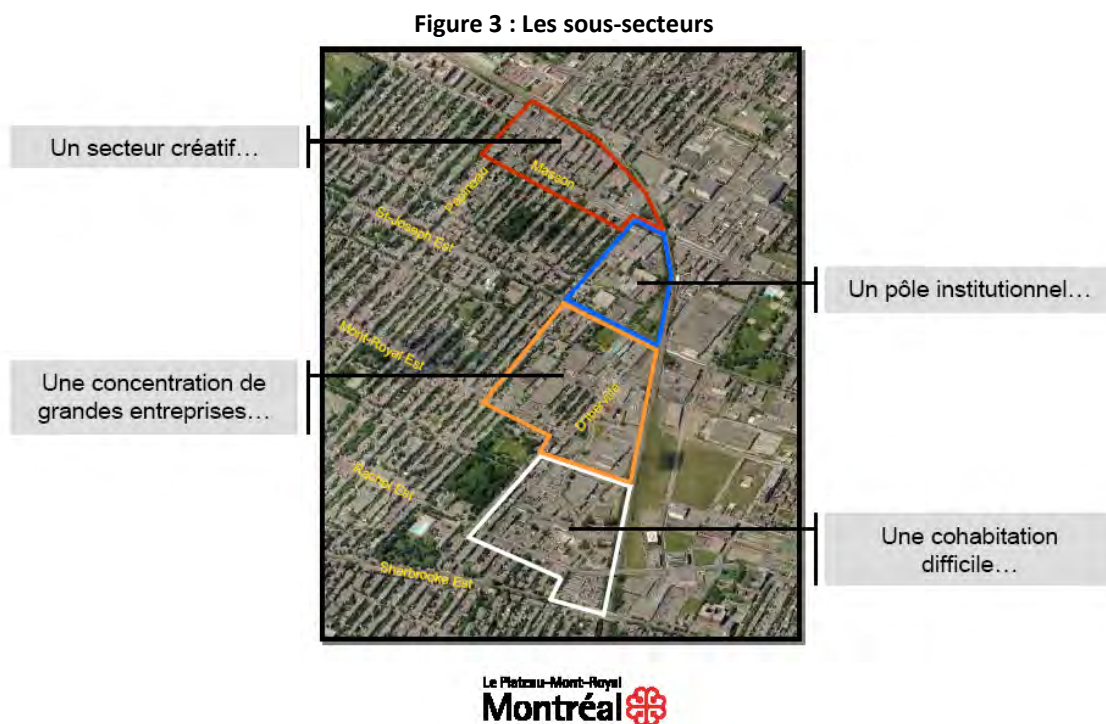 Figure 3 : Les sous-secteurs
Un secteur créatif…
Masson
Papineau
St-Joseph Est
Un pôle institutionnel…
Mont-Royal Est
Une concentration de
grandes entreprises…
D'Iberville
Rachel Est
Une cohabitation
difficile…
Sherbrooke Est
Le Plateau-Mont-Royal
Montréal